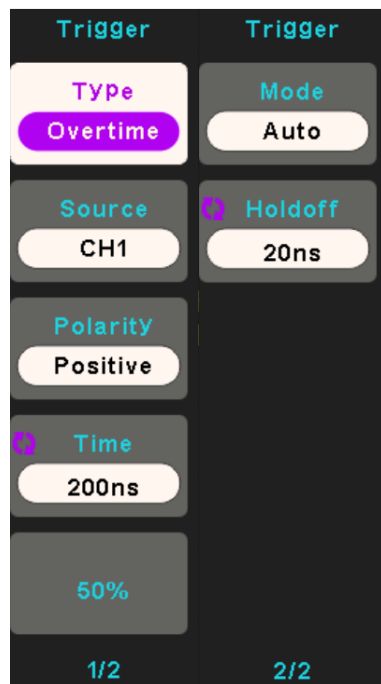 Trigger
Type
Overtime
Source
CH1
Polarity
Positive
Time
200ns
50%
1/2
Trigger
Mode
Auto
Holdoff
20ns
2/2